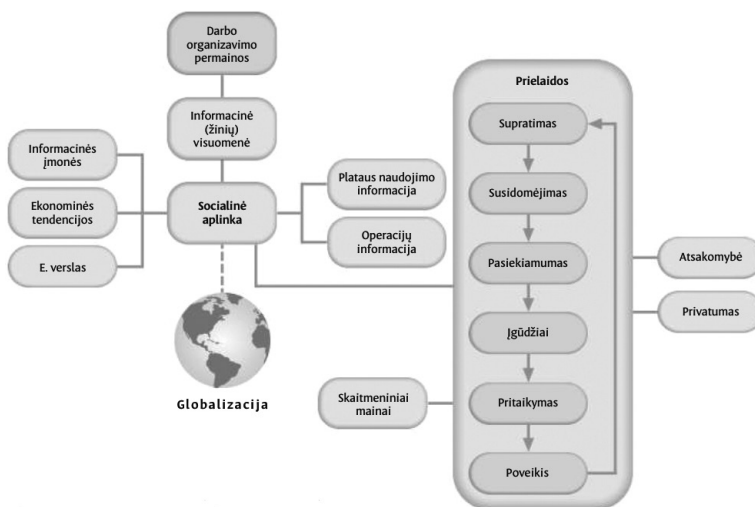 Darbo
organizavimo
permainos
Informacinė
(žinių)
visuomenė
Informacinės
įmonės
Ekonominės
tendencijos
E. verslas
Socialinė
aplinka
Plataus naudojimo
informacija
Operacijų
informacija
Globalizacija
Skaitmeniniai
mainai
Prielaidos
Supratimas
Susidomėjimas
Pasiekiamumas
Įgūdžiai
Pritaikymas
Poveikis
Atsakomybė
Privatumas